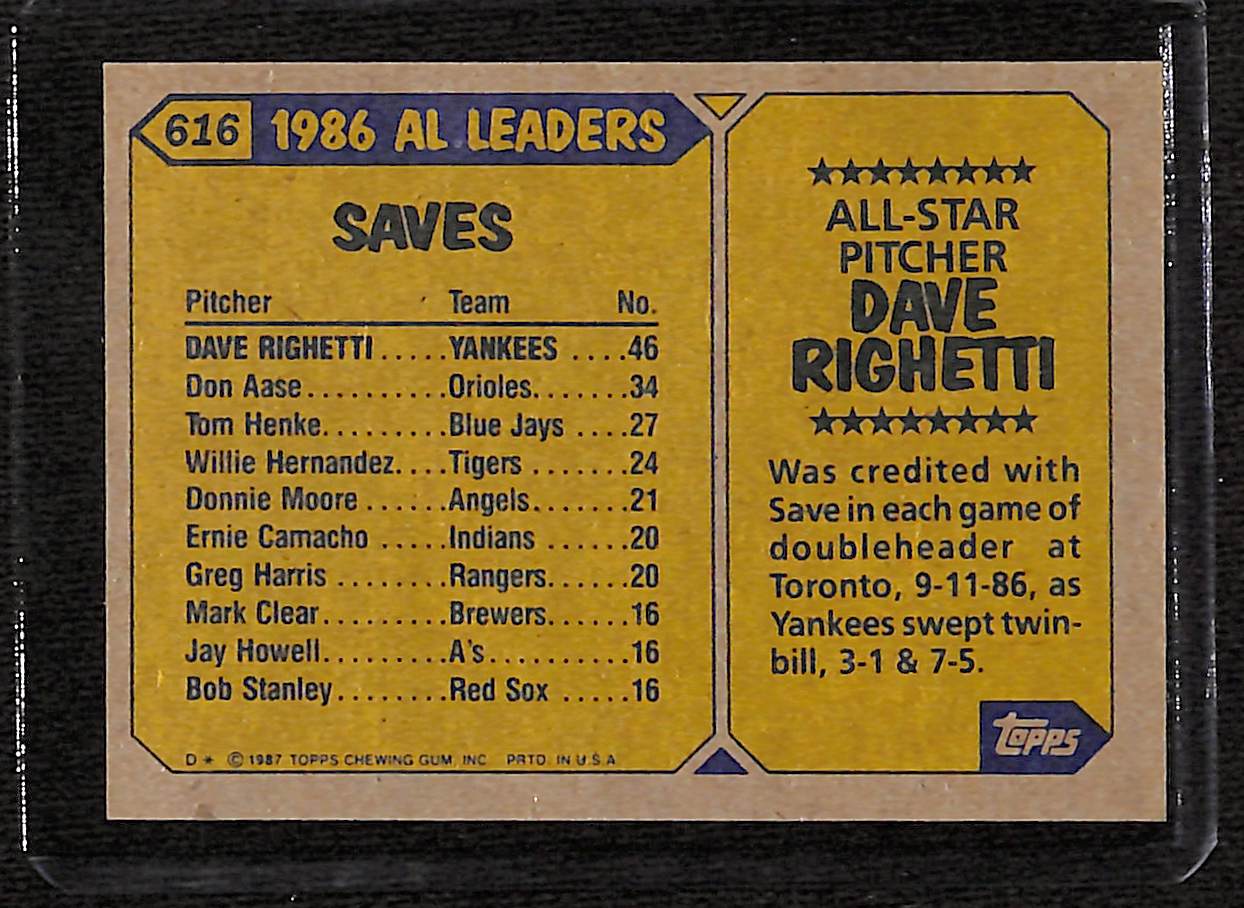 616 1986 AL LEADERS
SAVES
Pitcher Team No.
DAVE RIGHETTI.....YANKEES ....46
Don Aase..........Orioles.......34
Tom Henke.........Blue Jays ....27
Willie Hernandez....Tigers .......24
Donnie Moore ......Angels.......21
Ernie Camacho .....Indians ......20
Greg Harris ........Rangers......20
Mark Clear.........Brewers......16
Jay Howell.........A's..........16
Bob Stanley........Red Sox .....16
D * © 1987 TOPPS CHEWING GUM, INC. PRTD. IN U.S.A.
ALL-STAR
PITCHER
DAVE
RIGHETTI
Was credited with
Save in each game of
doubleheader at
Toronto, 9-11-86, as
Yankees swept twin-
bill, 3-1 & 7-5.
Topps